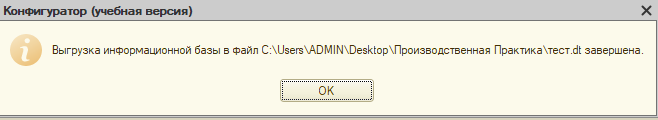 Конфигуратор (учебная версия)
Выгрузка информационной базы в файл C:\Users\ADMIN\Desktop\Производственная Практика\тест.dt завершена.
OK